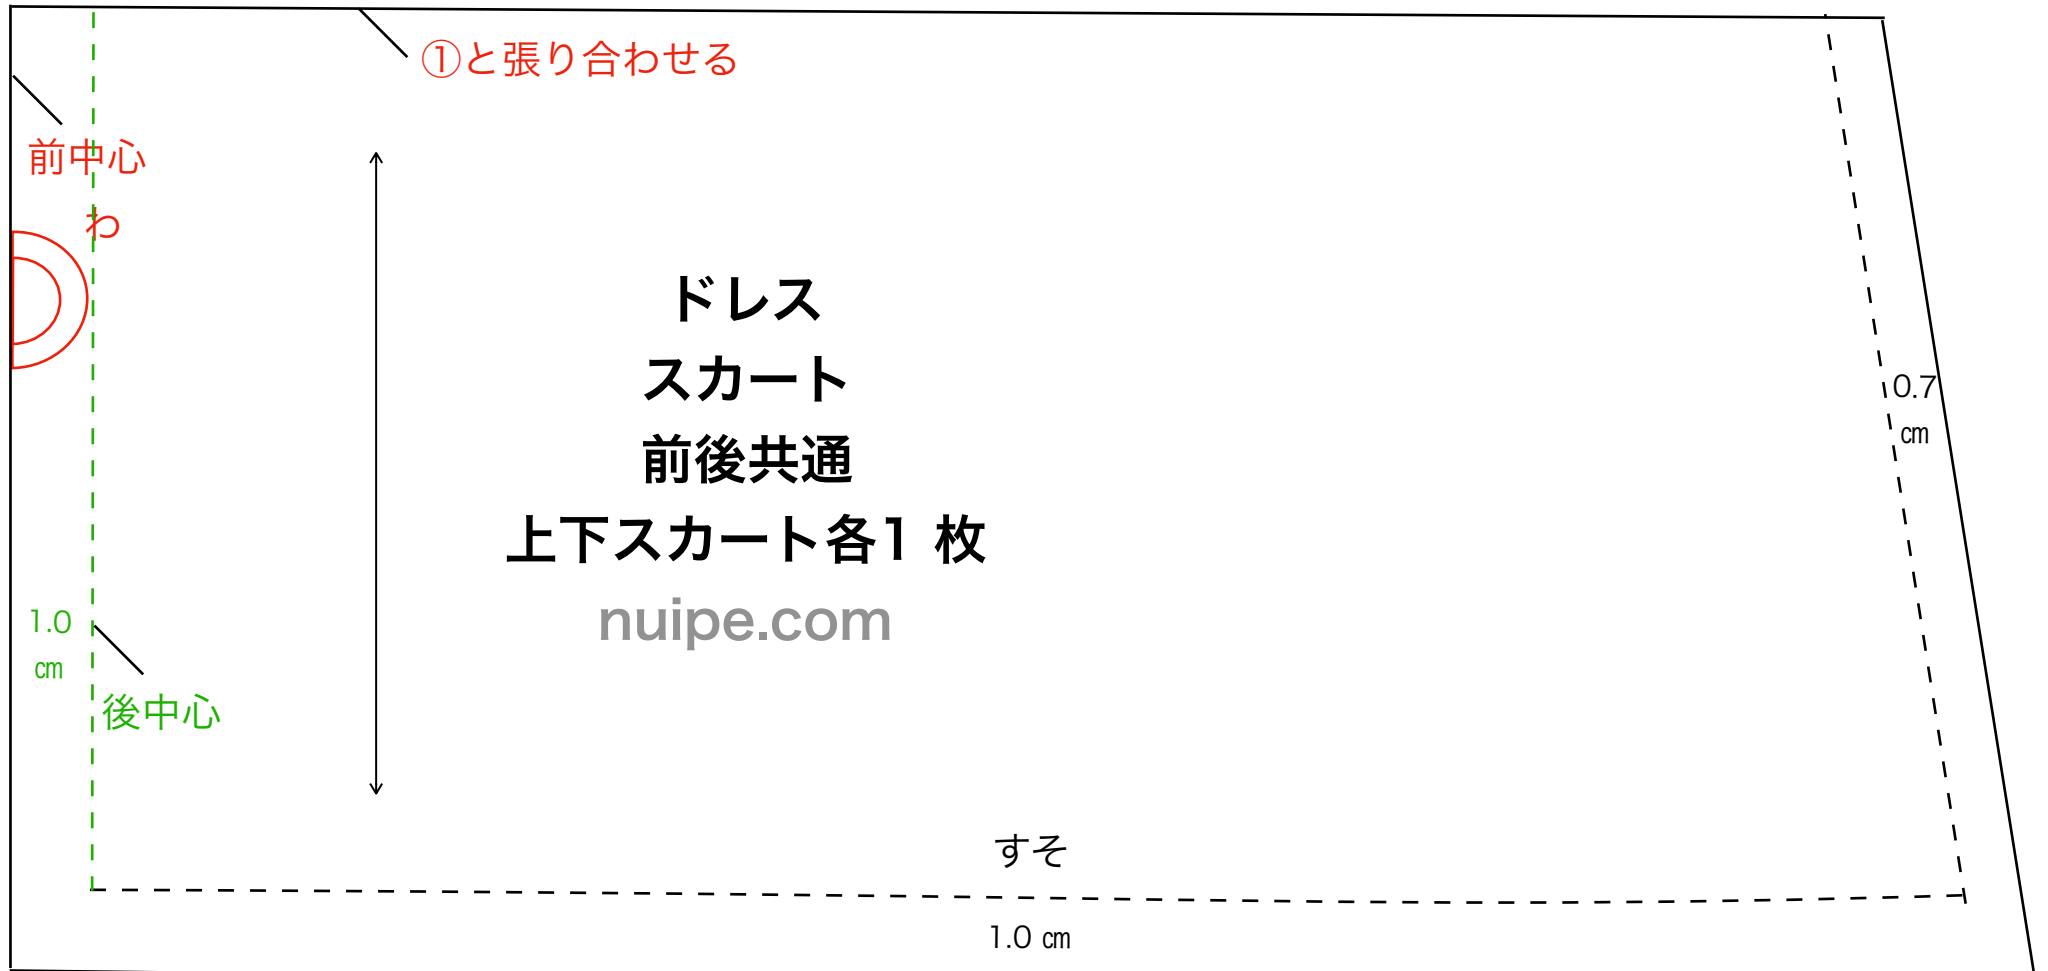 ①と張り合わせる
前中心
わ
ドレス
スカート
前後共通
上下スカート各1 枚
nuipe.com
0.7
㎝
1.0
㎝
後中心
すそ
1.0 ㎝